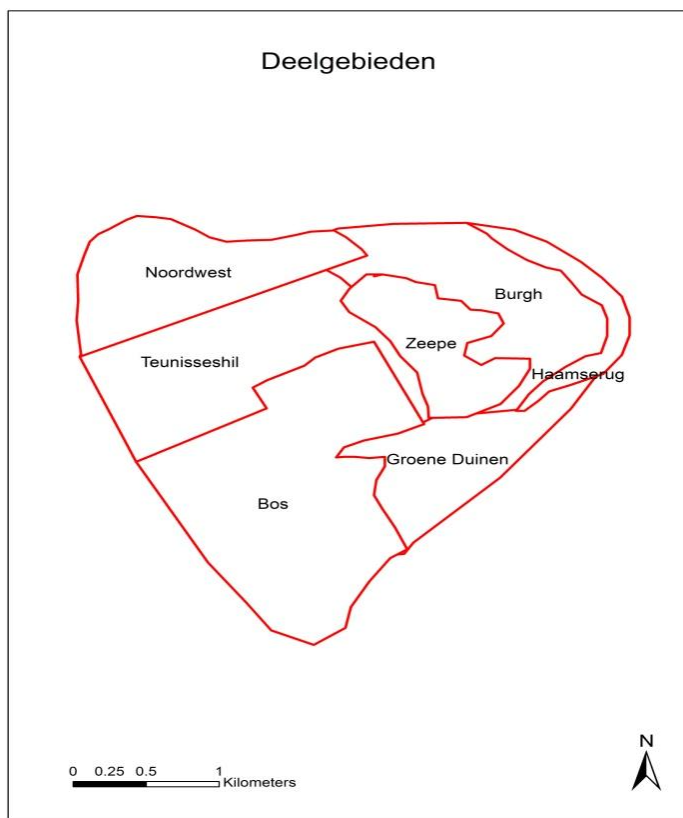 Deelgebieden
Noordwest
Burgh
Zeepe
Teunisseshil
Haamserug
Groene Duinen
Bos
N
0 0.25 0.5 1
Kilometers